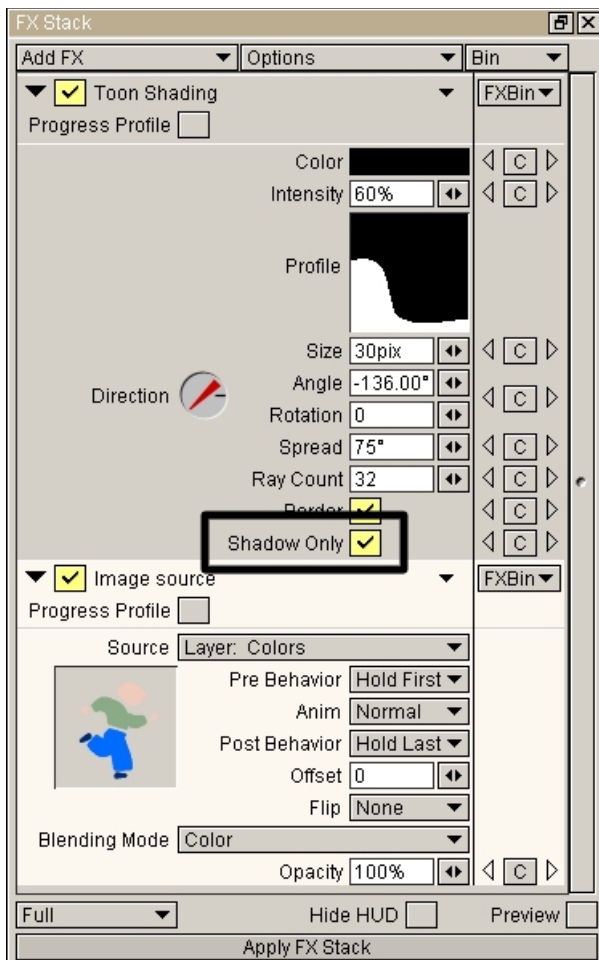 FX Stack
Add FX Options Bin
Toon Shading FXBin
Progress Profile
Color C
Intensity 60% C
Profile
Size 30pix C
Direction Angle -136.00° C
Rotation 0
Spread 75° C
Ray Count 32 C
Border C
Shadow Only C
Image source FXBin
Progress Profile
Source Layer: Colors
Pre Behavior Hold First
Anim Normal
Post Behavior Hold Last
Offset 0
Flip None
Blending Mode Color
Opacity 100% C
Full Hide HUD Preview
Apply FX Stack